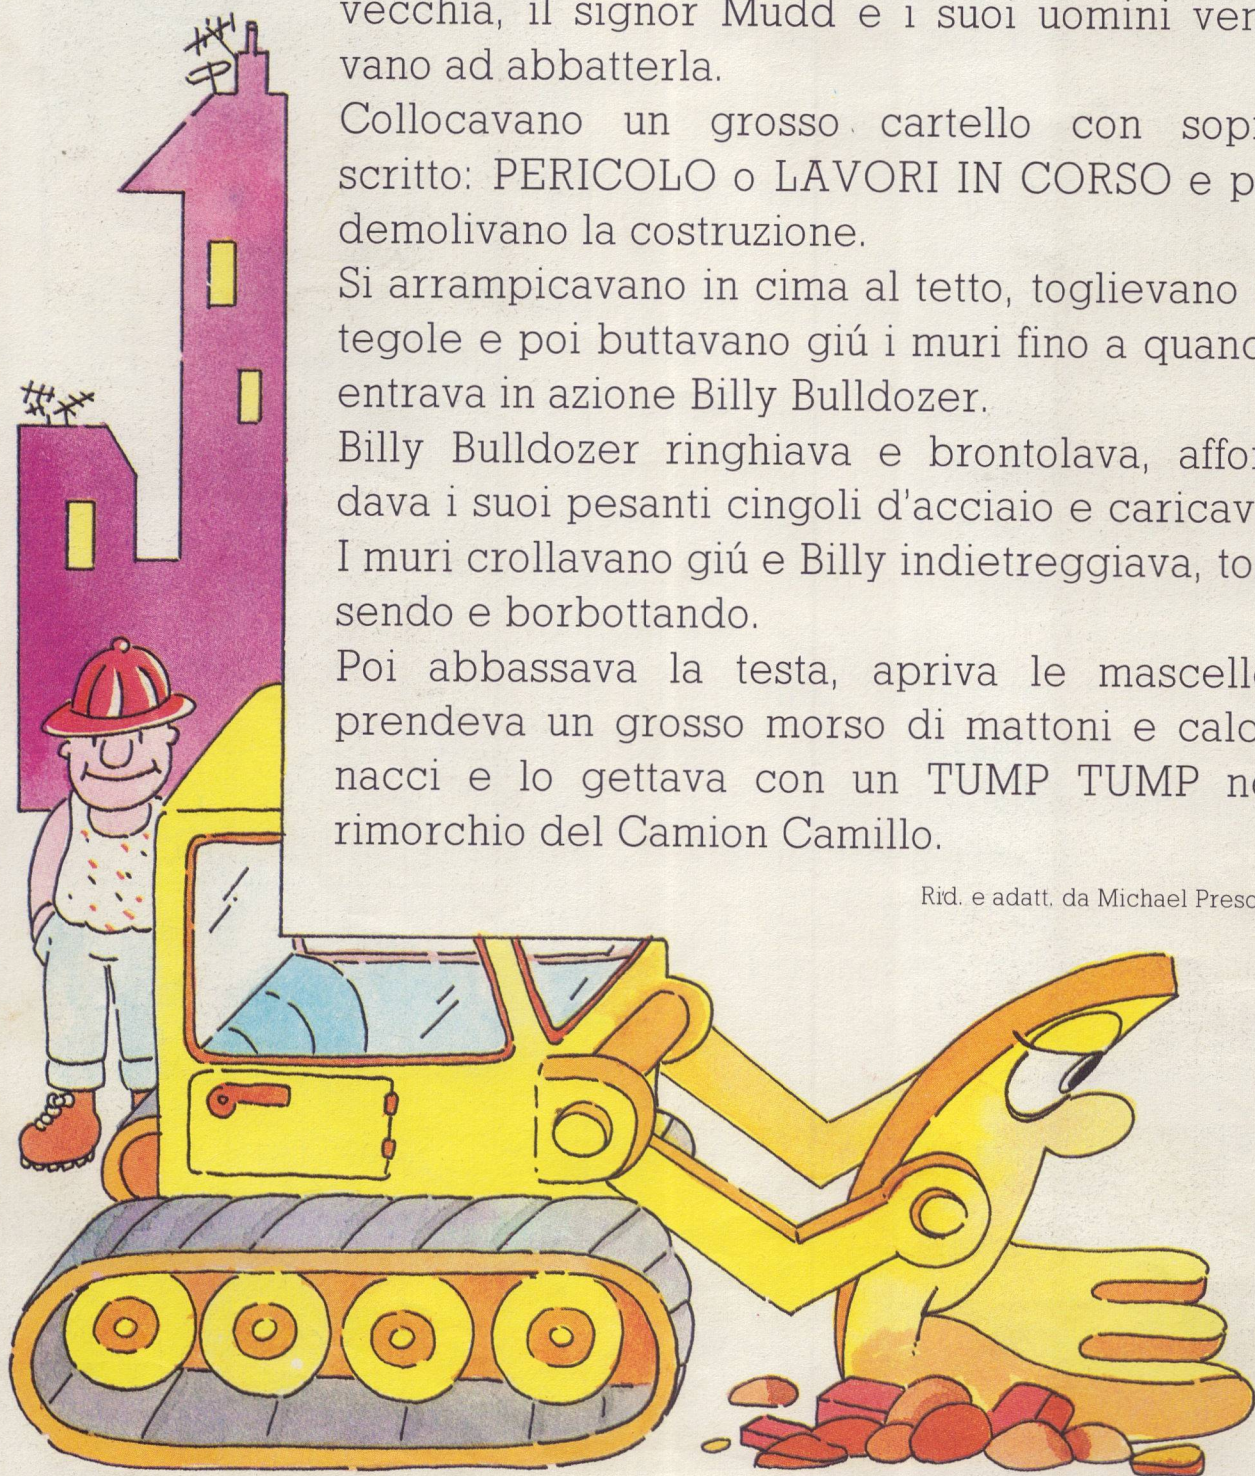 vecchia, il signor Mudd e i suoi uomini ven
vano ad abbatterla.
Collocavano un grosso cartello con sopr
scritto: PERICOLO o LAVORI IN CORSO e p
demolivano la costruzione.
Si arrampicavano in cima al tetto, toglievano
tegole e poi buttavano giú i muri fino a quand
entrava in azione Billy Bulldozer.
Billy Bulldozer ringhiava e brontolava, affon
dava i suoi pesanti cingoli d'acciaio e caricav
I muri crollavano giú e Billy indietreggiava, to
sendo e borbottando.
Poi abbassava la testa, apriva le mascelle
prendeva un grosso morso di mattoni e calc
nacci e lo gettava con un TUMP TUMP ne
rimorchio del Camion Camillo.
Rid. e adatt. da Michael Presc